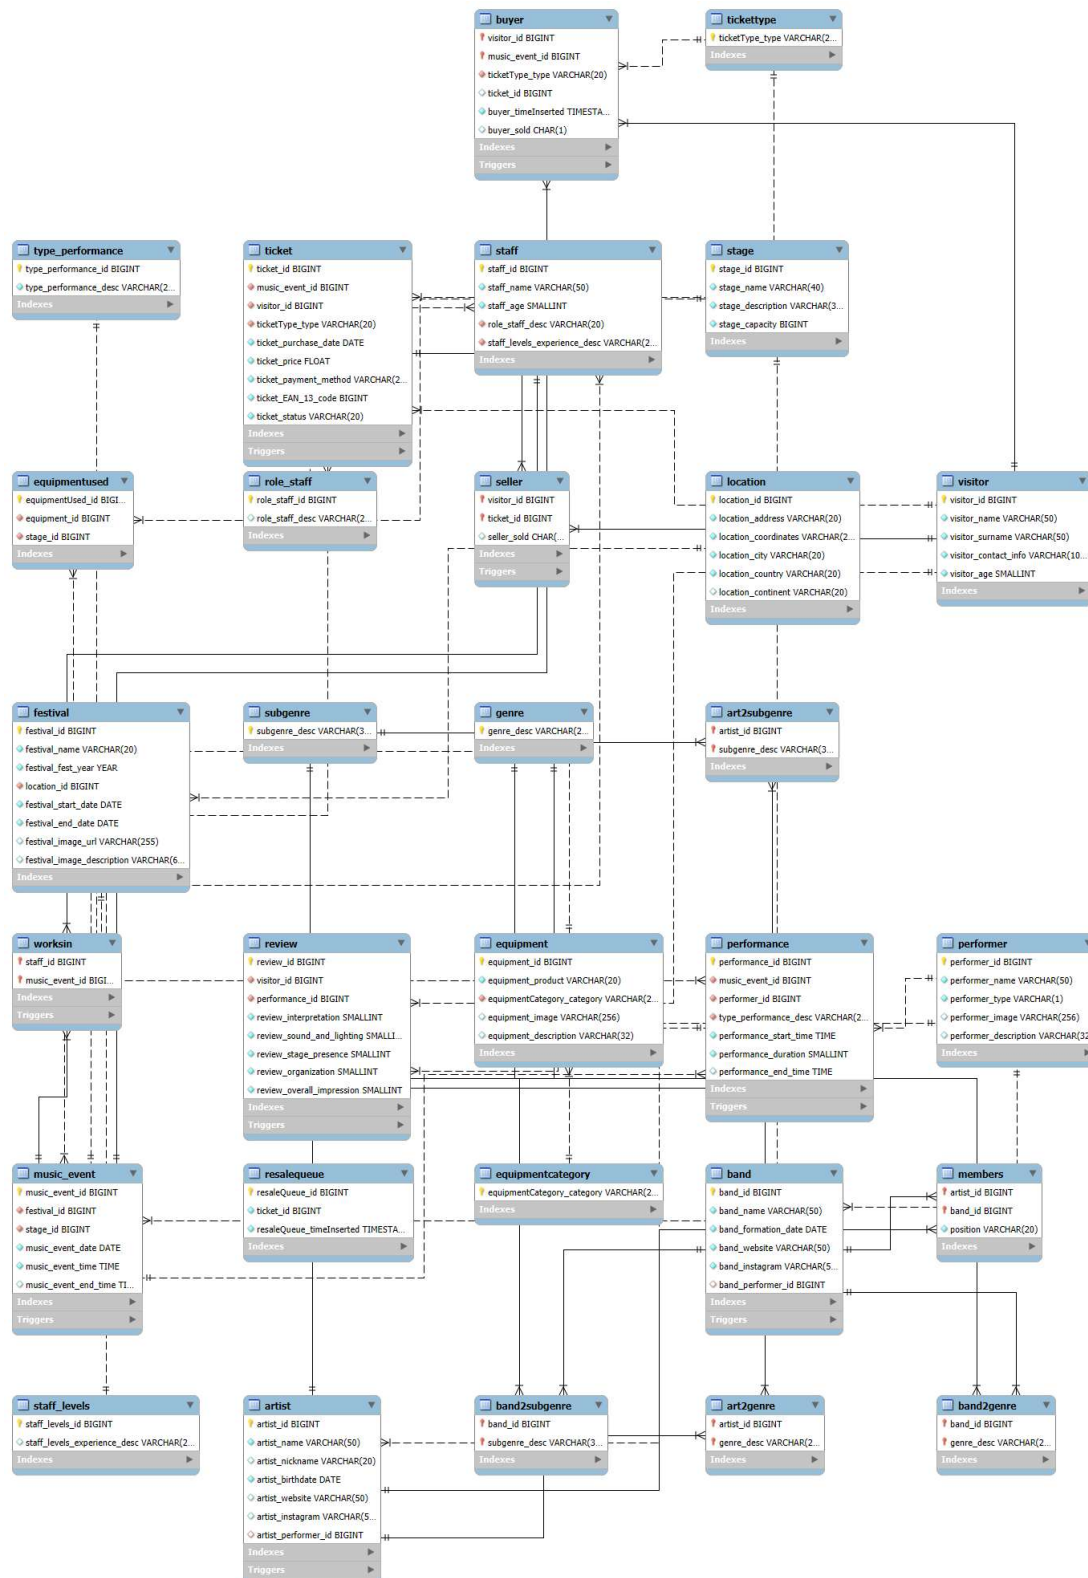 buyer
visitor_id BIGINT
music_event_id BIGINT
ticketType_type VARCHAR(20)
ticket_id BIGINT
buyer_timeInserted TIMESTA...
buyer_sold CHAR(1)
Indexes
Triggers
tickettype
ticketType_type VARCHAR(2...
Indexes
type_performance
type_performance_id BIGINT
type_performance_desc VARCHAR(2...
Indexes
ticket
ticket_id BIGINT
music_event_id BIGINT
visitor_id BIGINT
ticketType_type VARCHAR(20)
ticket_purchase_date DATE
ticket_price FLOAT
ticket_payment_method VARCHAR(2...
ticket_EAN_13_code BIGINT
ticket_status VARCHAR(20)
Indexes
Triggers
staff
staff_id BIGINT
staff_name VARCHAR(50)
staff_age SMALLINT
role_staff_desc VARCHAR(20)
staff_levels_experience_desc VARCHAR(2...
Indexes
stage
stage_id BIGINT
stage_name VARCHAR(40)
stage_description VARCHAR(3...
stage_capacity BIGINT
Indexes
equipmentused
equipmentUsed_id BIGI...
equipment_id BIGINT
stage_id BIGINT
Indexes
role_staff
role_staff_id BIGINT
role_staff_desc VARCHAR(2...
Indexes
seller
visitor_id BIGINT
ticket_id BIGINT
seller_sold CHAR(...
Indexes
Triggers
location
location_id BIGINT
location_address VARCHAR(20)
location_coordinates VARCHAR(2...
location_city VARCHAR(20)
location_country VARCHAR(20)
location_continent VARCHAR(20)
Indexes
visitor
visitor_id BIGINT
visitor_name VARCHAR(50)
visitor_surname VARCHAR(50)
visitor_contact_info VARCHAR(10...
visitor_age SMALLINT
Indexes
festival
festival_id BIGINT
festival_name VARCHAR(20)
festival_fest_year YEAR
location_id BIGINT
festival_start_date DATE
festival_end_date DATE
festival_image_url VARCHAR(255)
festival_image_description VARCHAR(6...
Indexes
subgenre
subgenre_desc VARCHAR(3...
Indexes
genre
genre_desc VARCHAR(2...
Indexes
art2subgenre
artist_id BIGINT
subgenre_desc VARCHAR(3...
Indexes
worksin
staff_id BIGINT
music_event_id BIGI...
Indexes
Triggers
review
review_id BIGINT
visitor_id BIGINT
performance_id BIGINT
review_interpretation SMALLINT
review_sound_and_lighting SMALLI...
review_stage_presence SMALLINT
review_organization SMALLINT
review_overall_impression SMALLINT
Indexes
Triggers
equipment
equipment_id BIGINT
equipment_product VARCHAR(20)
equipmentCategory_category VARCHAR(2...
equipment_image VARCHAR(256)
equipment_description VARCHAR(32)
Indexes
performance
performance_id BIGINT
music_event_id BIGINT
performer_id BIGINT
type_performance_desc VARCHAR(2...
performance_start_time TIME
performance_duration SMALLINT
performance_end_time TIME
Indexes
Triggers
performer
performer_id BIGINT
performer_name VARCHAR(50)
performer_type VARCHAR(1)
performer_image VARCHAR(256)
performer_description VARCHAR(32)
Indexes
music_event
music_event_id BIGINT
festival_id BIGINT
stage_id BIGINT
music_event_date DATE
music_event_time TIME
music_event_end_time TI...
Indexes
Triggers
resalequeue
resaleQueue_id BIGINT
ticket_id BIGINT
resaleQueue_timeInserted TIMESTA...
Indexes
equipmentcategory
equipmentCategory_category VARCHAR(2...
Indexes
band
band_id BIGINT
band_name VARCHAR(50)
band_formation_date DATE
band_website VARCHAR(50)
band_instagram VARCHAR(5...
band_performer_id BIGINT
Indexes
Triggers
members
artist_id BIGINT
band_id BIGINT
position VARCHAR(20)
Indexes
staff_levels
staff_levels_id BIGINT
staff_levels_experience_desc VARCHAR(2...
Indexes
artist
artist_id BIGINT
artist_name VARCHAR(50)
artist_nickname VARCHAR(20)
artist_birthdate DATE
artist_website VARCHAR(50)
artist_instagram VARCHAR(5...
artist_performer_id BIGINT
Indexes
Triggers
band2subgenre
band_id BIGINT
subgenre_desc VARCHAR(3...
Indexes
art2genre
artist_id BIGINT
genre_desc VARCHAR(2...
Indexes
band2genre
band_id BIGINT
genre_desc VARCHAR(2...
Indexes